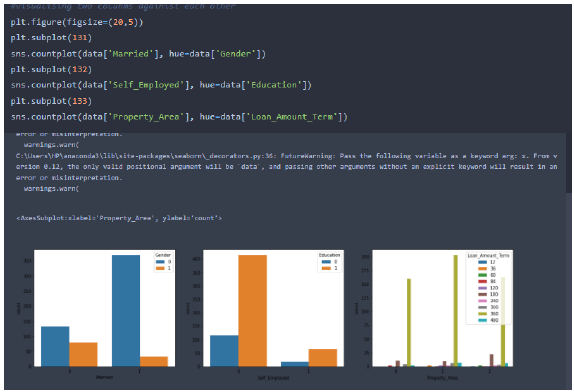 #visualising two columns againist each other
plt.figure(figsize=(20,5))
plt.subplot(131)
sns.countplot(data['Married'], hue=data['Gender'])
plt.subplot(132)
sns.countplot(data['Self_Employed'], hue=data['Education'])
plt.subplot(133)
sns.countplot(data['Property_Area'], hue=data['Loan_Amount_Term'])
error or misinterpretation.
warnings.warn(
C:\Users\HP\anaconda3\lib\site-packages\seaborn\_decorators.py:36: FutureWarning: Pass the following variable as a keyword arg: x. From v
ersion 0.12, the only valid positional argument will be `data`, and passing other arguments without an explicit keyword will result in an
error or misinterpretation.
warnings.warn(
<AxesSubplot:xlabel='Property_Area', ylabel='count'>
Gender
0
1
Married
Education
0
1
Self_Employed
Loan_Amount_Term
12
36
60
84
120
180
240
300
360
480
Property_Area